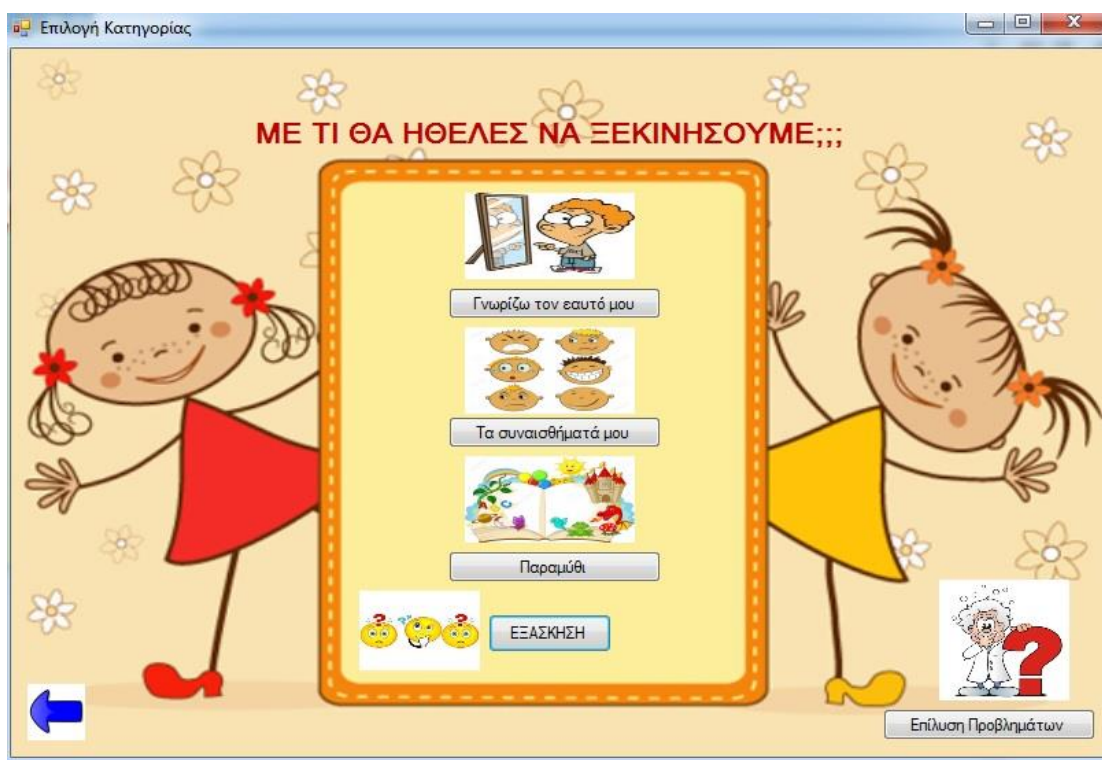 Επιλογή Κατηγορίας
ΜΕ ΤΙ ΘΑ ΗΘΕΛΕΣ ΝΑ ΞΕΚΙΝΗΣΟΥΜΕ;;;
Γνωρίζω τον εαυτό μου
Τα συναισθήματά μου
Παραμύθι
ΕΞΑΣΚΗΣΗ
Επίλυση Προβλημάτων